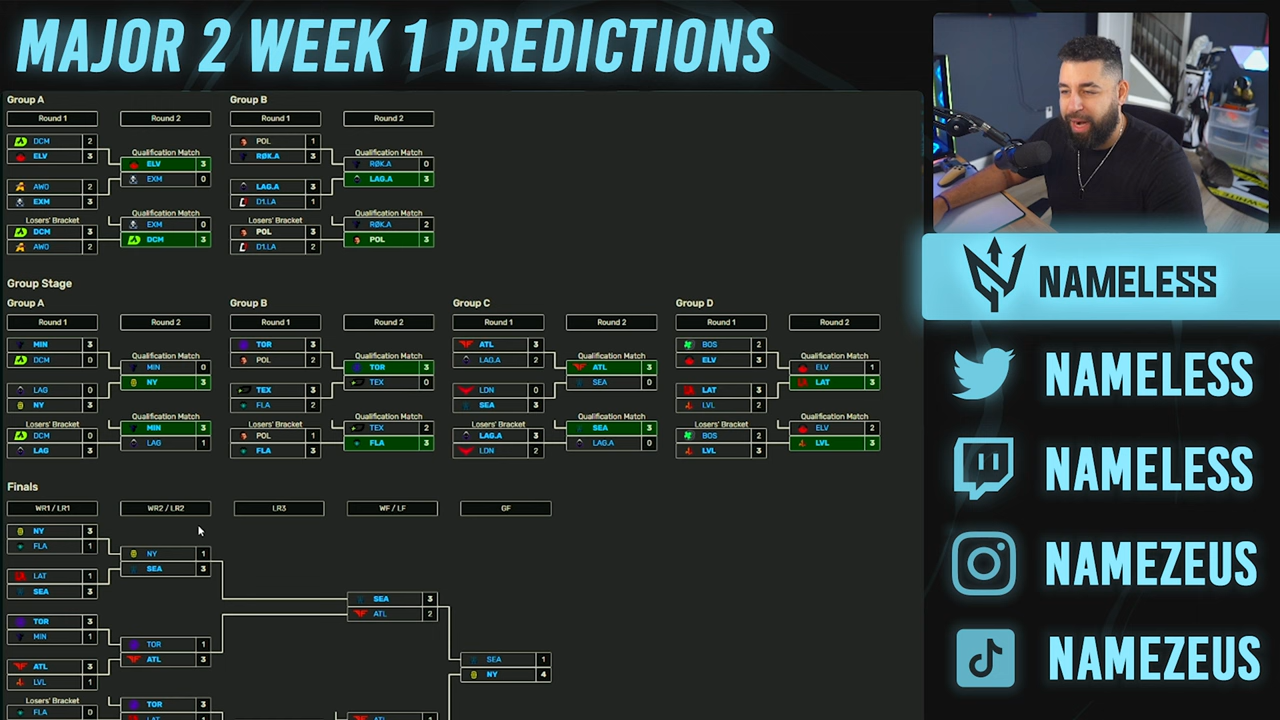 MAJOR 2 WEEK 1 PREDICTIONS
Group A
Group B
Round 1
Round 2
Round 1
Round 2
DCM 2
ELV 3
AWO 2
EXM 3
Losers' Bracket
DCM 3
AWO 2
Qualification Match
ELV 3
EXM 0
Qualification Match
EXM 0
DCM 3
POL 1
RØK.A 3
LAG.A 3
D1.LA 1
Losers' Bracket
POL 3
D1.LA 2
Qualification Match
RØK.A 0
LAG.A 3
Qualification Match
RØK.A 2
POL 3
Group Stage
Group A
Group B
Group C
Group D
Round 1
Round 2
Round 1
Round 2
Round 1
Round 2
Round 1
Round 2
MIN 3
DCM 0
LAG 0
NY 3
Losers' Bracket
DCM 0
LAG 3
Qualification Match
MIN 0
NY 3
Qualification Match
MIN 3
LAG 1
TOR 3
POL 2
TEX 3
FLA 2
Losers' Bracket
POL 1
FLA 3
Qualification Match
TOR 3
TEX 0
Qualification Match
TEX 2
FLA 3
ATL 3
LAG.A 2
LDN 0
SEA 3
Losers' Bracket
LAG.A 3
LDN 2
Qualification Match
ATL 3
SEA 0
Qualification Match
SEA 3
LAG.A 0
BOS 2
ELV 3
LAT 3
LVL 2
Losers' Bracket
BOS 2
LVL 3
Qualification Match
ELV 1
LAT 3
Qualification Match
ELV 2
LVL 3
Finals
WR1 / LR1
WR2 / LR2
LR3
WF / LF
GF
NY 3
FLA 1
LAT 1
SEA 3
TOR 3
MIN 1
ATL 3
LVL 1
Losers' Bracket
FLA 0
NY 1
SEA 3
TOR 1
ATL 3
TOR 3
LAT 1
SEA 3
ATL 2
ATL 1
SEA 1
NY 4
NAMELESS
NAMELESS
NAMELESS
NAMEZEUS
NAMEZEUS